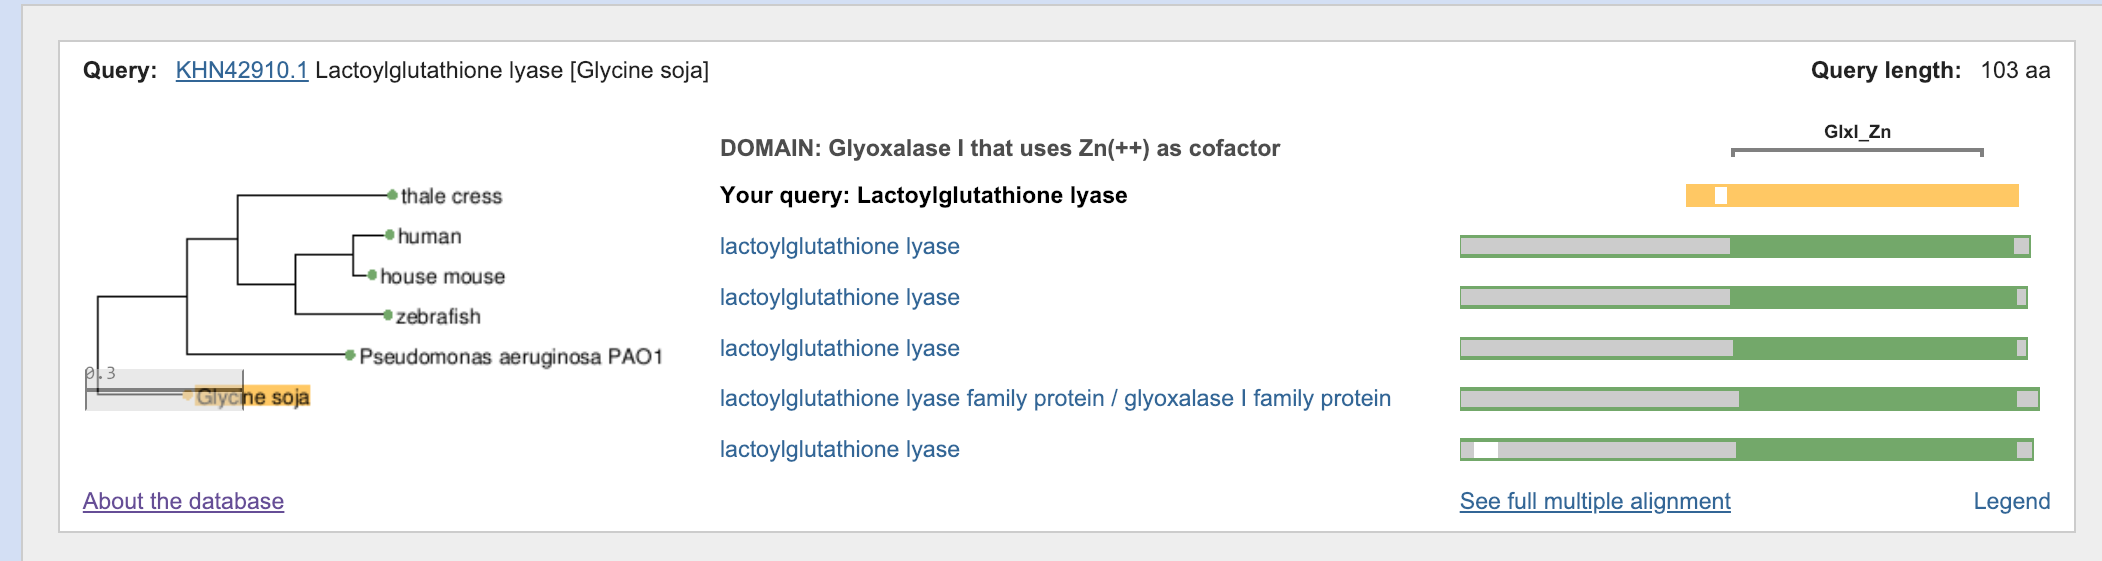 Query: KHN42910.1 Lactoylglutathione lyase [Glycine soja] Query length: 103 aa
GlxI_Zn
DOMAIN: Glyoxalase I that uses Zn(++) as cofactor
thale cress
Your query: Lactoylglutathione lyase
human
lactoylglutathione lyase
house mouse
lactoylglutathione lyase
zebrafish
lactoylglutathione lyase
Pseudomonas aeruginosa PAO1
0.3
Glycine soja
lactoylglutathione lyase family protein / glyoxalase I family protein
lactoylglutathione lyase
About the database See full multiple alignment Legend